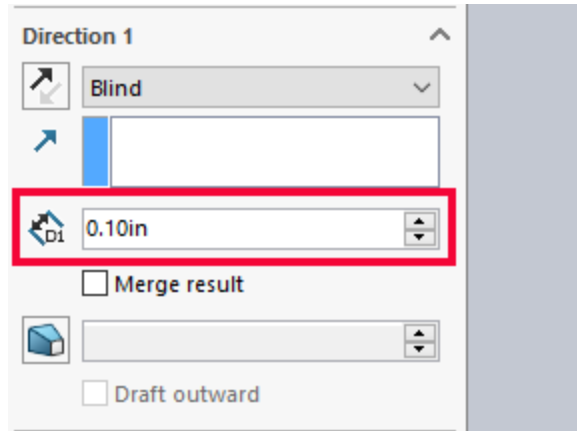 Direction 1
Blind
D1
0.10in
Merge result
Draft outward